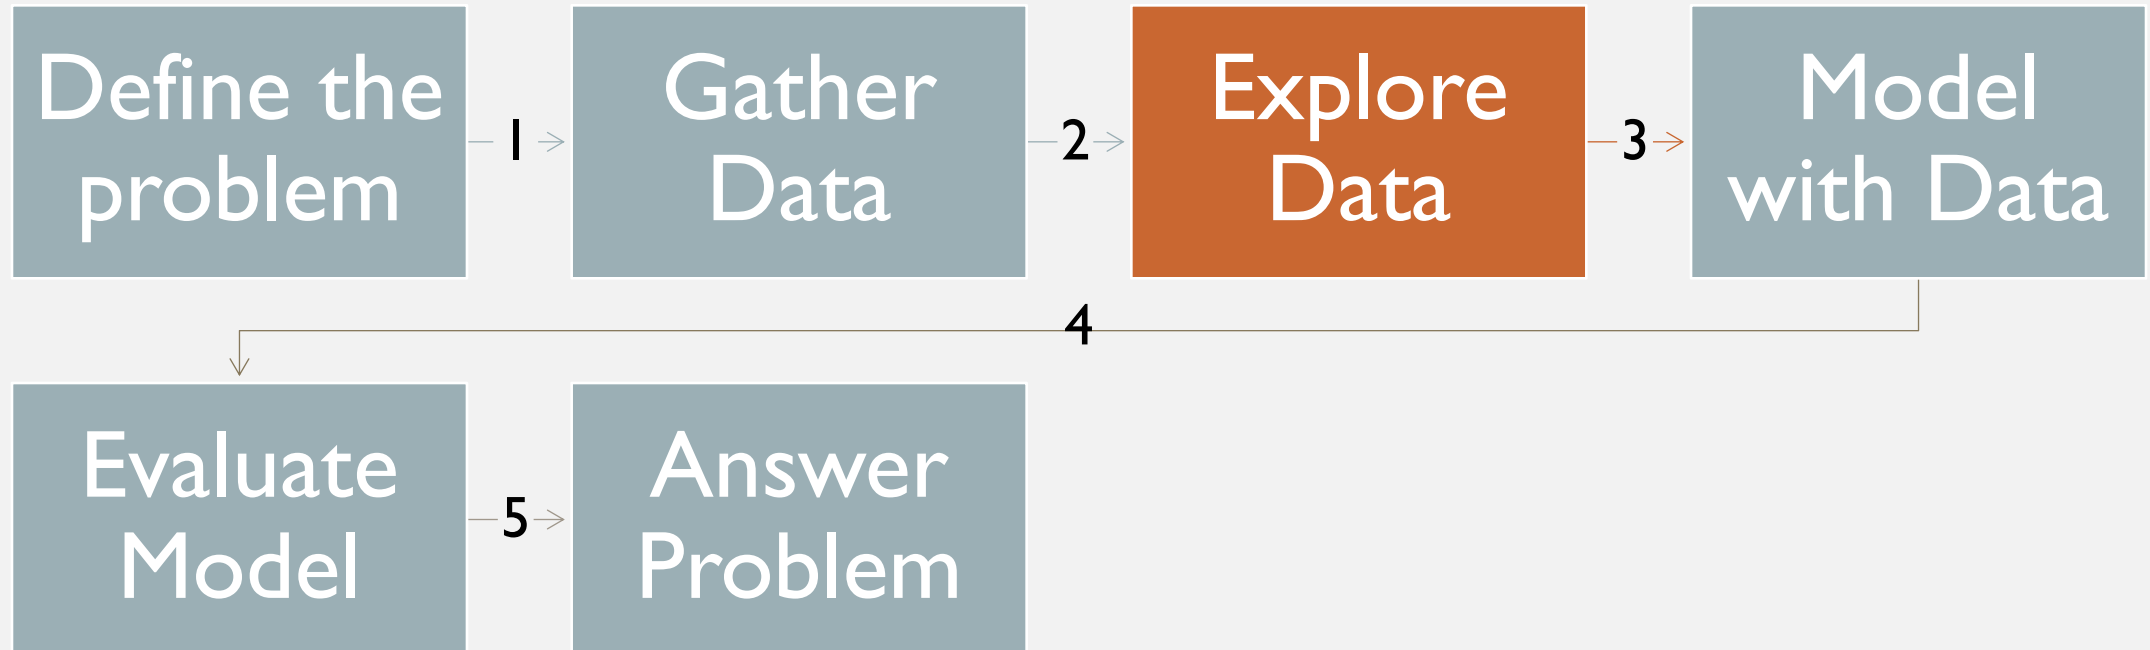 Define the
problem
1
Gather
Data
2
Explore
Data
3
Model
with Data
4
Evaluate
Model
5
Answer
Problem